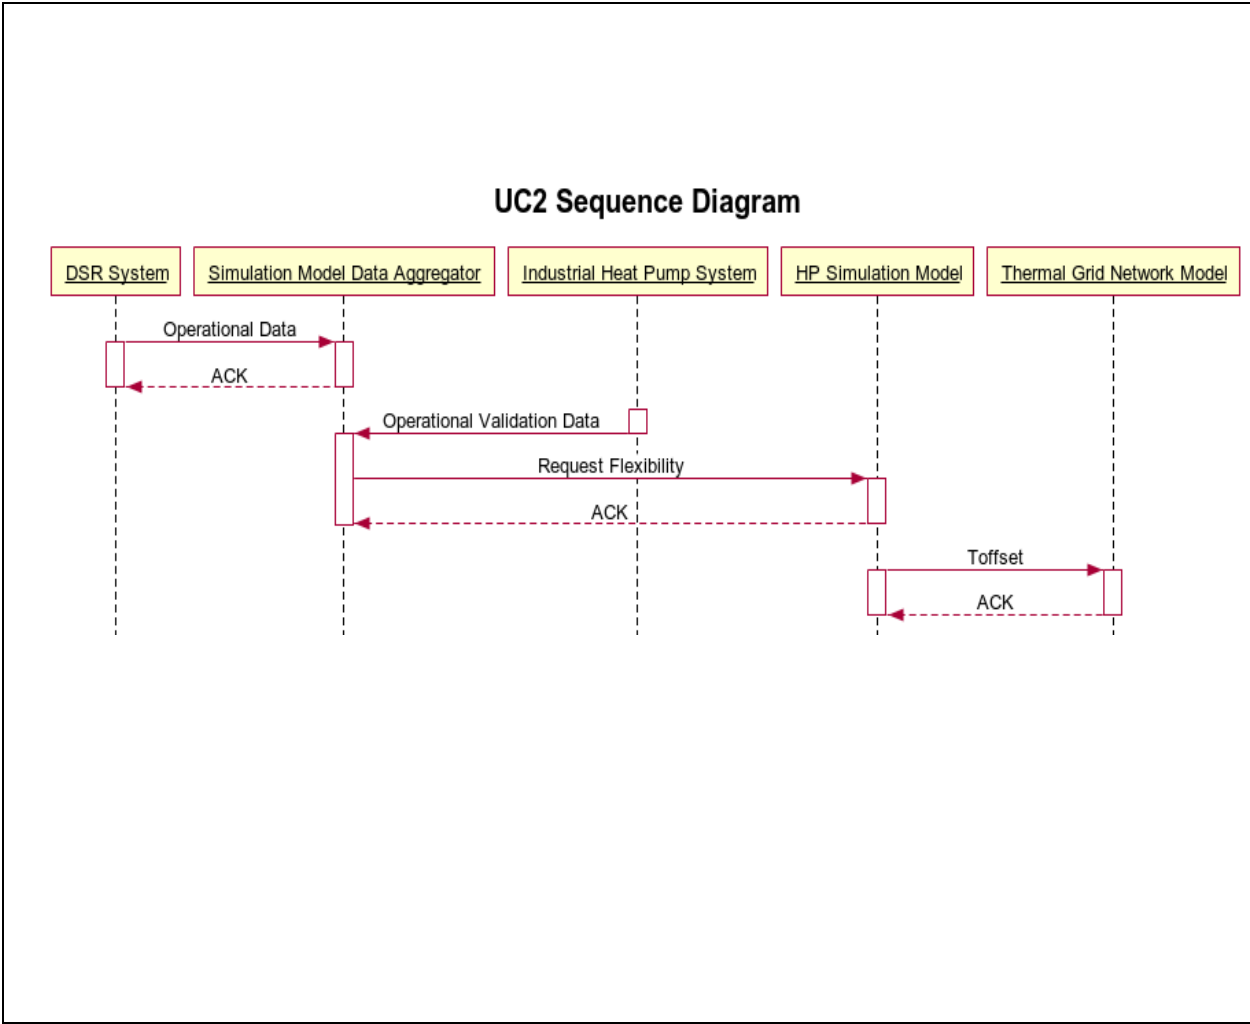 UC2 Sequence Diagram
DSR System
Simulation Model Data Aggregator
Industrial Heat Pump System
HP Simulation Model
Thermal Grid Network Model
Operational Data
ACK
Operational Validation Data
Request Flexibility
ACK
Toffset
ACK